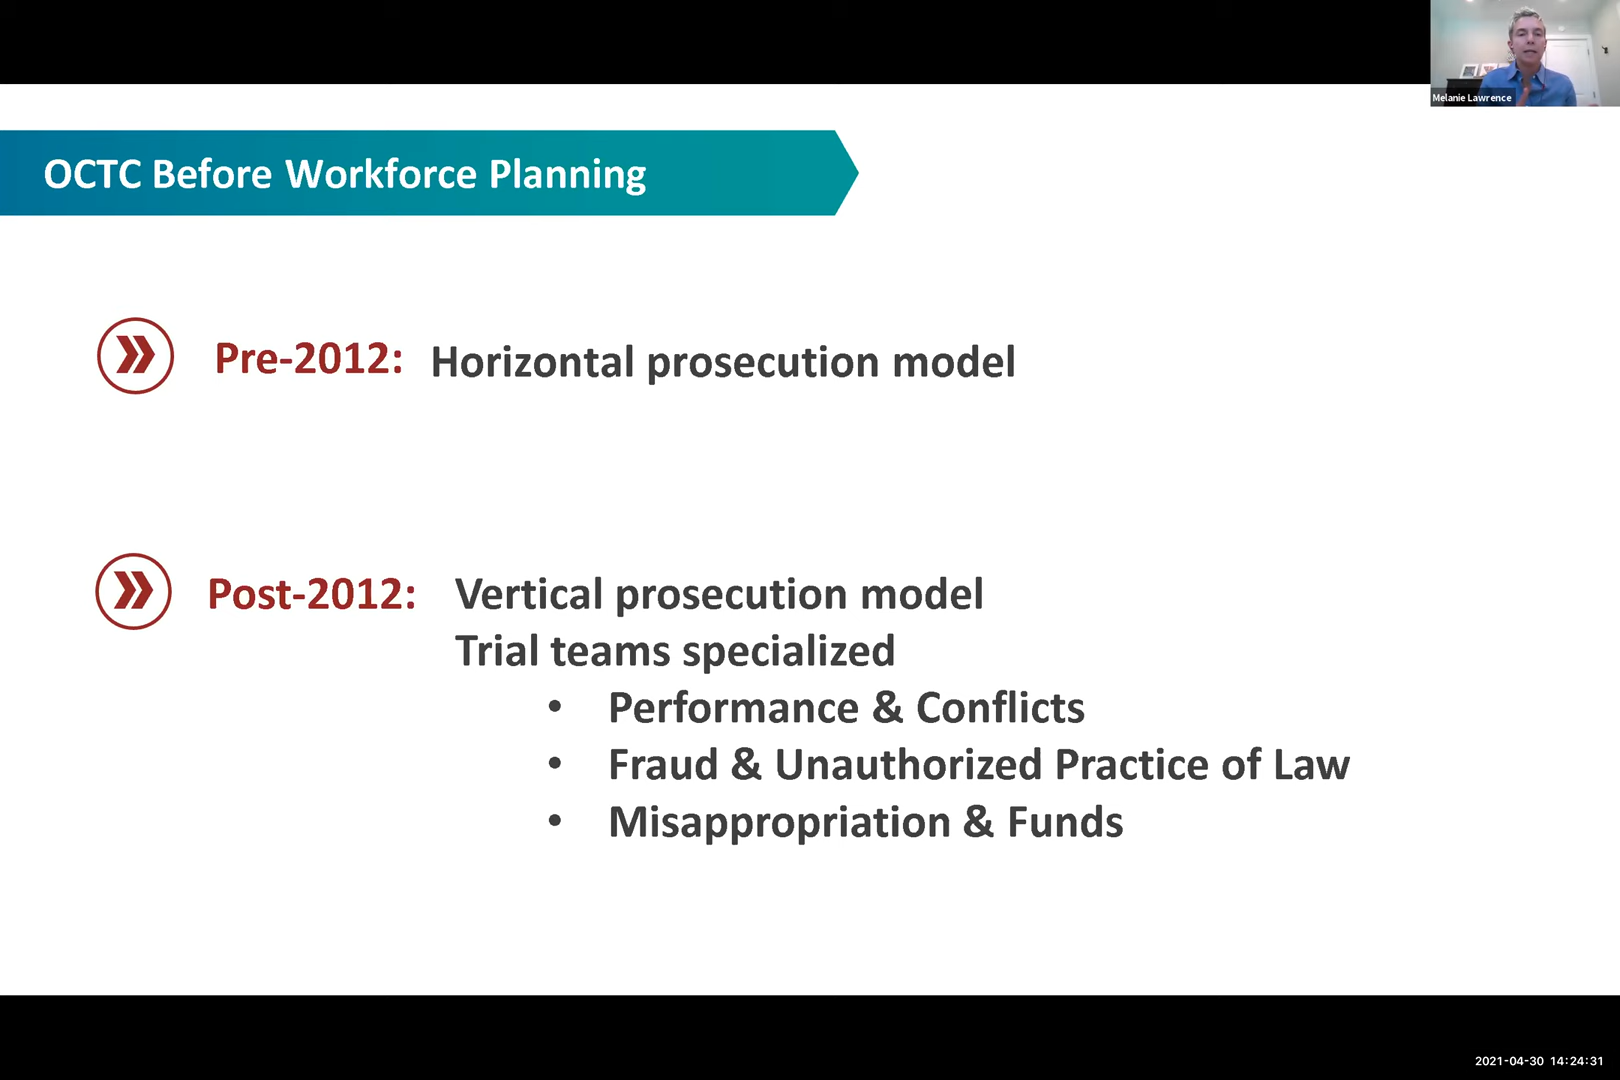 Melanie Lawrence
OCTC Before Workforce Planning
Pre-2012: Horizontal prosecution model
Post-2012: Vertical prosecution model
Trial teams specialized
• Performance & Conflicts
• Fraud & Unauthorized Practice of Law
• Misappropriation & Funds
2021-04-30 14:24:31